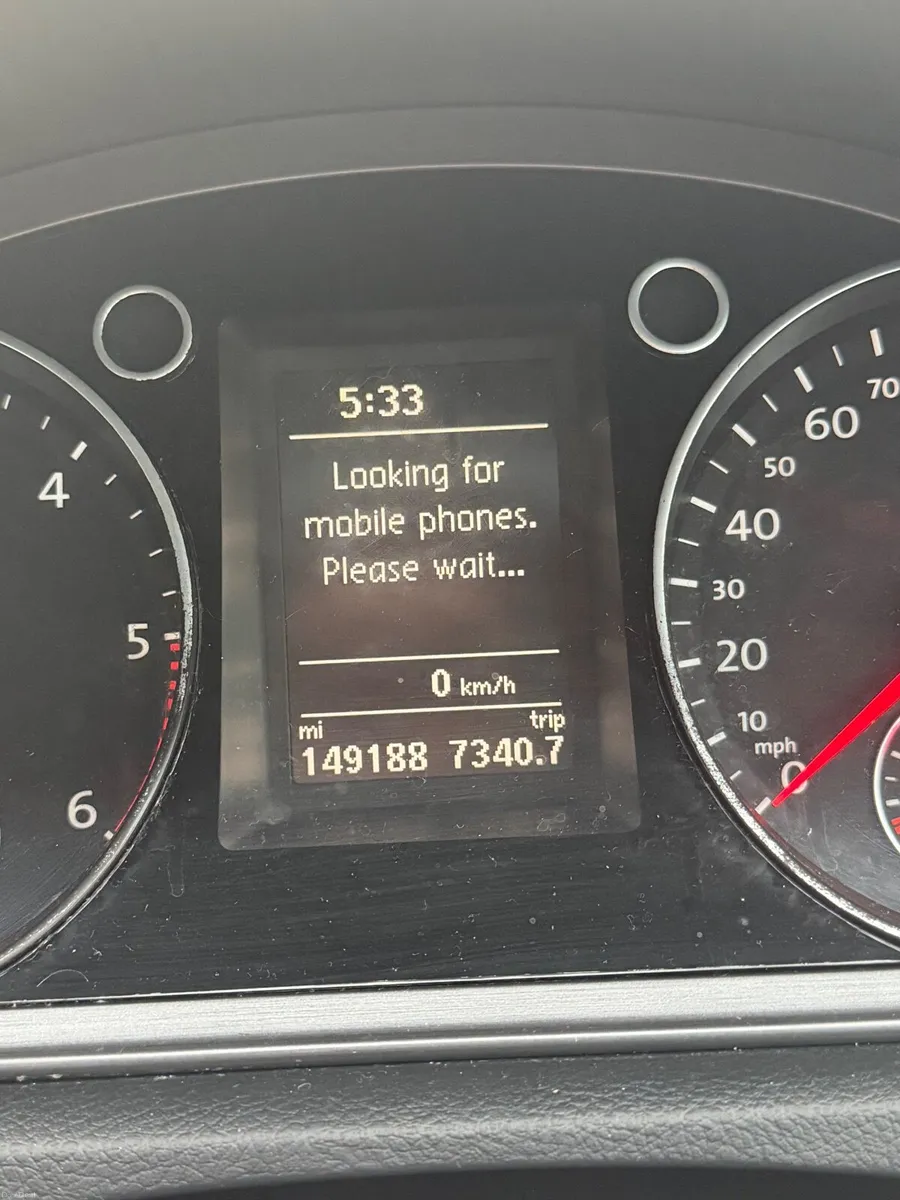 5:33
Looking for
mobile phones.
Please wait...
0 km/h
mi trip
149188 7340.7
4
5
6
70
60
50
40
30
20
10
mph
0